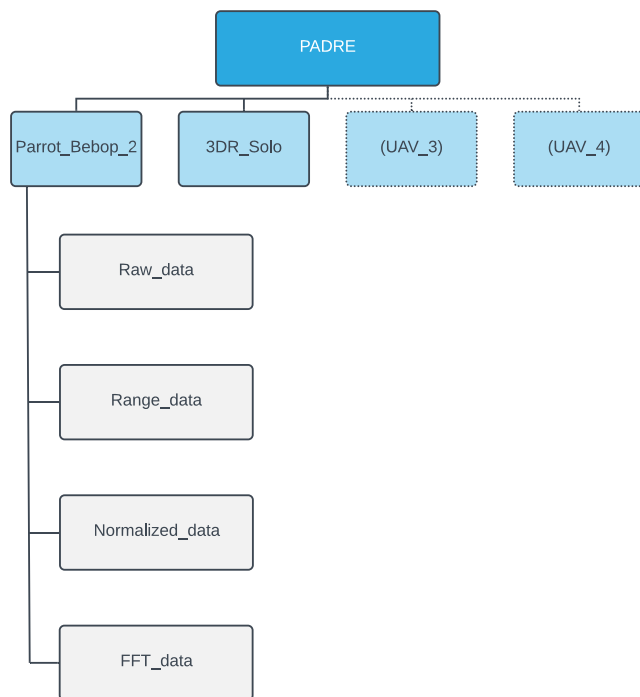 PADRE
Parrot_Bebop_2
3DR_Solo
(UAV_3)
(UAV_4)
Raw_data
Range_data
Normalized_data
FFT_data